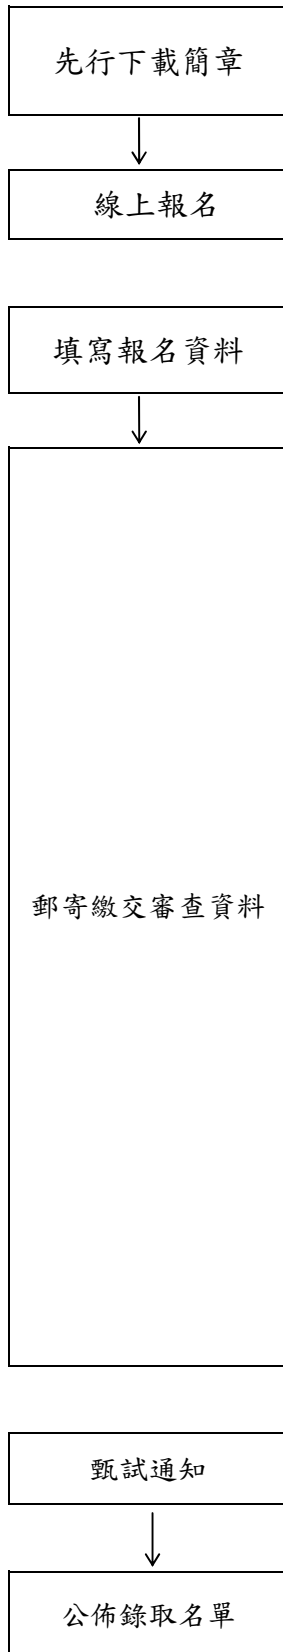 先行下載簡章
線上報名
填寫報名資料
郵寄繳交審查資料
甄試通知
公佈錄取名單